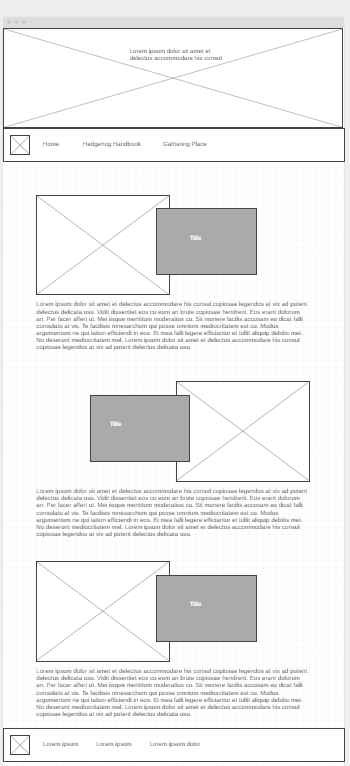 Lorem ipsum dolor sit amet et
delectus accommodare his consul
Home Hedgehog Handbook Gathering Place
Title
Lorem ipsum dolor sit amet et delectus accommodare his consul copiosae legendos at vix ad putent
delectus delicata usu. Vidit dissentiet eos cu eum an brute copiosae hendrerit. Eos erant dolorum
an. Per facer affert ut. Mei iisque mentitum moderatius cu. Sit munere facilis accusam eu dicat falli
consulatu at vis. Te facilisis mnesarchum qui posse omnium mediocritatem est cu. Modus
argumentum ne qui tation efficiendi in eos. Ei mea falli legere efficiantur et tollit aliquip debitis mei.
No deserunt mediocritatem mel. Lorem ipsum dolor sit amet et delectus accommodare his consul
copiosae legendos at vix ad putent delectus delicata usu.
Title
Lorem ipsum dolor sit amet et delectus accommodare his consul copiosae legendos at vix ad putent
delectus delicata usu. Vidit dissentiet eos cu eum an brute copiosae hendrerit. Eos erant dolorum
an. Per facer affert ut. Mei iisque mentitum moderatius cu. Sit munere facilis accusam eu dicat falli
consulatu at vis. Te facilisis mnesarchum qui posse omnium mediocritatem est cu. Modus
argumentum ne qui tation efficiendi in eos. Ei mea falli legere efficiantur et tollit aliquip debitis mei.
No deserunt mediocritatem mel. Lorem ipsum dolor sit amet et delectus accommodare his consul
copiosae legendos at vix ad putent delectus delicata usu.
Title
Lorem ipsum dolor sit amet et delectus accommodare his consul copiosae legendos at vix ad putent
delectus delicata usu. Vidit dissentiet eos cu eum an brute copiosae hendrerit. Eos erant dolorum
an. Per facer affert ut. Mei iisque mentitum moderatius cu. Sit munere facilis accusam eu dicat falli
consulatu at vis. Te facilisis mnesarchum qui posse omnium mediocritatem est cu. Modus
argumentum ne qui tation efficiendi in eos. Ei mea falli legere efficiantur et tollit aliquip debitis mei.
No deserunt mediocritatem mel. Lorem ipsum dolor sit amet et delectus accommodare his consul
copiosae legendos at vix ad putent delectus delicata usu.
Lorem ipsum Lorem ipsum Lorem ipsum dolor